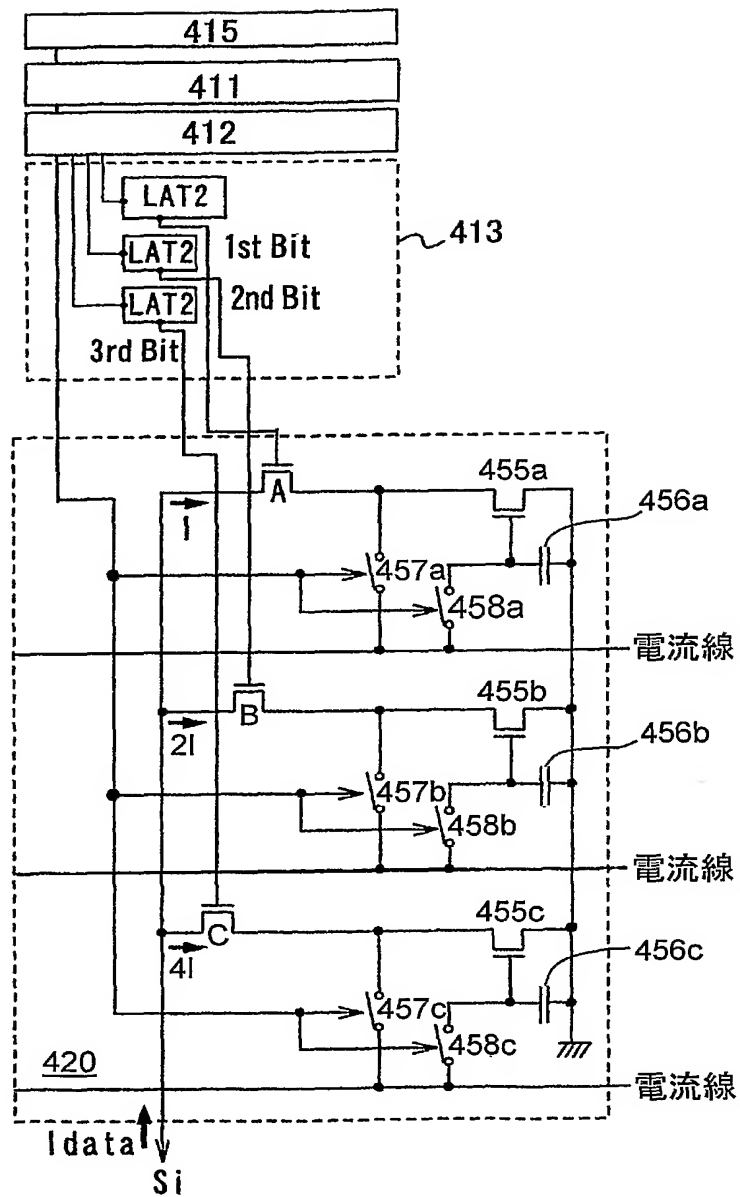 415
411
412
LAT2
413
1st Bit
LAT2
2nd Bit
LAT2
3rd Bit
A
455a
456a
I
457a
458a
電流線
B
455b
456b
2I
457b
458b
電流線
C
455c
456c
4I
457c
458c
420
電流線
Idata
Si